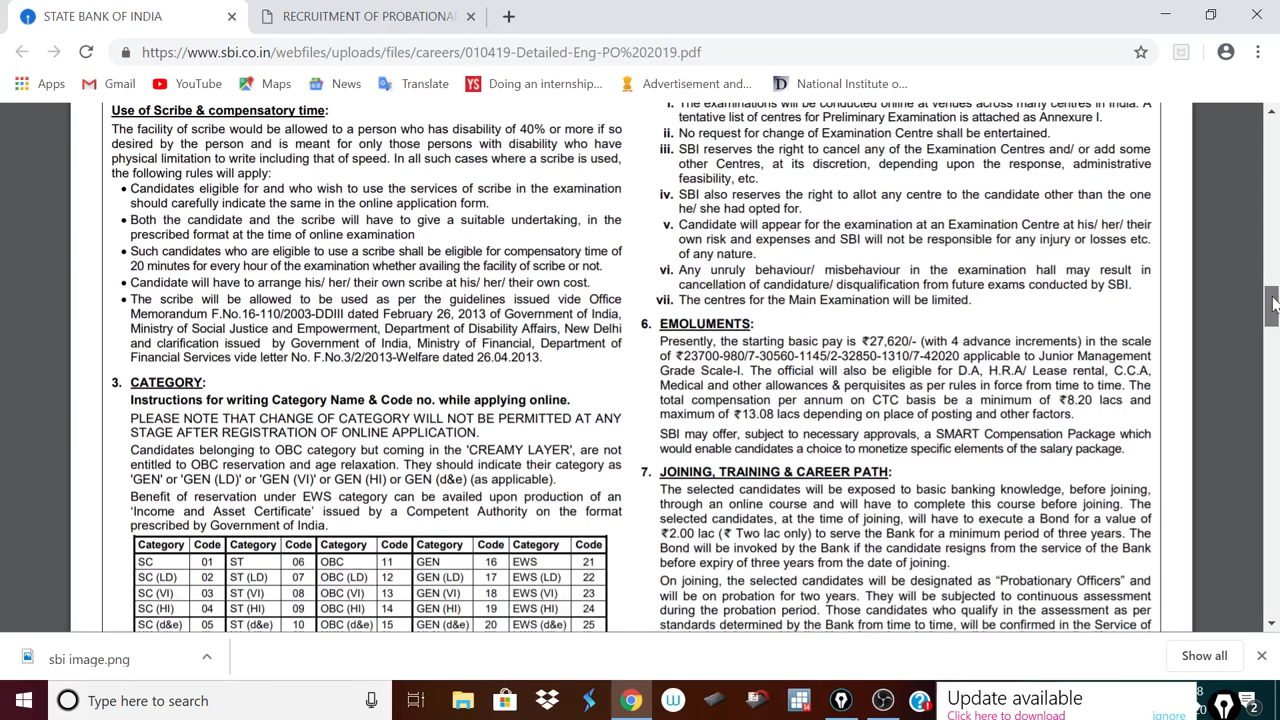 STATE BANK OF INDIA
RECRUITMENT OF PROBATIONA
https://www.sbi.co.in/webfiles/uploads/files/careers/010419-Detailed-Eng-PO%202019.pdf
Apps
Gmail
YouTube
Maps
News
Translate
Doing an internship...
Advertisement and...
National Institute o...
Use of Scribe & compensatory time:
The facility of scribe would be allowed to a person who has disability of 40% or more if so
desired by the person and is meant for only those persons with disability who have
physical limitation to write including that of speed. In all such cases where a scribe is used,
the following rules will apply:
• Candidates eligible for and who wish to use the services of scribe in the examination
should carefully indicate the same in the online application form.
• Both the candidate and the scribe will have to give a suitable undertaking, in the
prescribed format at the time of online examination
• Such candidates who are eligible to use a scribe shall be eligible for compensatory time of
20 minutes for every hour of the examination whether availing the facility of scribe or not.
• Candidate will have to arrange his/ her/ their own scribe at his/ her/ their own cost.
• The scribe will be allowed to be used as per the guidelines issued vide Office
Memorandum F.No.16-110/2003-DDIII dated February 26, 2013 of Government of India,
Ministry of Social Justice and Empowerment, Department of Disability Affairs, New Delhi
and clarification issued by Government of India, Ministry of Financial, Department of
Financial Services vide letter No. F.No.3/2/2013-Welfare dated 26.04.2013.
3. CATEGORY:
Instructions for writing Category Name & Code no. while applying online.
PLEASE NOTE THAT CHANGE OF CATEGORY WILL NOT BE PERMITTED AT ANY
STAGE AFTER REGISTRATION OF ONLINE APPLICATION.
Candidates belonging to OBC category but coming in the 'CREAMY LAYER', are not
entitled to OBC reservation and age relaxation. They should indicate their category as
'GEN' or 'GEN (LD)' or 'GEN (VI)' or GEN (HI) or GEN (d&e) (as applicable).
Benefit of reservation under EWS category can be availed upon production of an
'Income and Asset Certificate' issued by a Competent Authority on the format
prescribed by Government of India.
Category Code Category Code Category Code Category Code Category Code
SC 01 ST 06 OBC 11 GEN 16 EWS 21
SC (LD) 02 ST (LD) 07 OBC (LD) 12 GEN (LD) 17 EWS (LD) 22
SC (VI) 03 ST (VI) 08 OBC (VI) 13 GEN (VI) 18 EWS (VI) 23
SC (HI) 04 ST (HI) 09 OBC (HI) 14 GEN (HI) 19 EWS (HI) 24
SC (d&e) 05 ST (d&e) 10 OBC (d&e) 15 GEN (d&e) 20 EWS (d&e) 25
i. The examinations will be conducted online at venues across many centres in India. A
tentative list of centres for Preliminary Examination is attached as Annexure I.
ii. No request for change of Examination Centre shall be entertained.
iii. SBI reserves the right to cancel any of the Examination Centres and/ or add some
other Centres, at its discretion, depending upon the response, administrative
feasibility, etc.
iv. SBI also reserves the right to allot any centre to the candidate other than the one
he/ she had opted for.
v. Candidate will appear for the examination at an Examination Centre at his/ her/ their
own risk and expenses and SBI will not be responsible for any injury or losses etc.
of any nature.
vi. Any unruly behaviour/ misbehaviour in the examination hall may result in
cancellation of candidature/ disqualification from future exams conducted by SBI.
vii. The centres for the Main Examination will be limited.
6. EMOLUMENTS:
Presently, the starting basic pay is ₹27,620/- (with 4 advance increments) in the scale
of ₹23700-980/7-30560-1145/2-32850-1310/7-42020 applicable to Junior Management
Grade Scale-I. The official will also be eligible for D.A, H.R.A/ Lease rental, C.C.A,
Medical and other allowances & perquisites as per rules in force from time to time. The
total compensation per annum on CTC basis be a minimum of ₹8.20 lacs and
maximum of ₹13.08 lacs depending on place of posting and other factors.
SBI may offer, subject to necessary approvals, a SMART Compensation Package which
would enable candidates a choice to monetize specific elements of the salary package.
7. JOINING, TRAINING & CAREER PATH:
The selected candidates will be exposed to basic banking knowledge, before joining,
through an online course and will have to complete this course before joining. The
selected candidates, at the time of joining, will have to execute a Bond for a value of
₹2.00 lac (₹ Two lac only) to serve the Bank for a minimum period of three years. The
Bond will be invoked by the Bank if the candidate resigns from the service of the Bank
before expiry of three years from the date of joining.
On joining, the selected candidates will be designated as "Probationary Officers" and
will be on probation for two years. They will be subjected to continuous assessment
during the probation period. Those candidates who qualify in the assessment as per
standards determined by the Bank from time to time, will be confirmed in the Service of
sbi image.png
Show all
Type here to search
Update available
Click here to download
ignore
8
20
2